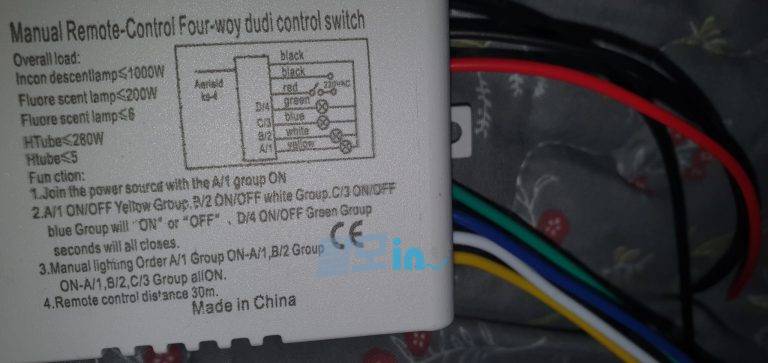 Manual Remote-Control Four-woy dudi control switch
Overall load:
Incon descentlamp≤1000W
Fluore scent lamp≤200W
Fluore scent lamp≤6
HTube≤280W
Htube≤5
Aerield
ks-4
black
black
red
220VAC
D/4 green
C/3 blue
B/2 white
A/1 yellow
Fun ction:
1.Join the power sourcd with the A/1 group ON
2.A/1 ON/OFF Yellow Group.B/2 ON/OFF white Group.C/3 ON/OFF
blue Group will "ON" or "OFF" 、D/4 ON/OFF Green Group
seconds will all closes.
3.Manual lighting Order A/1 Group ON-A/1,B/2 Group
ON-A/1,B/2,C/3 Group allON.
4.Remote control distance 30m.
CE
Made in China
in